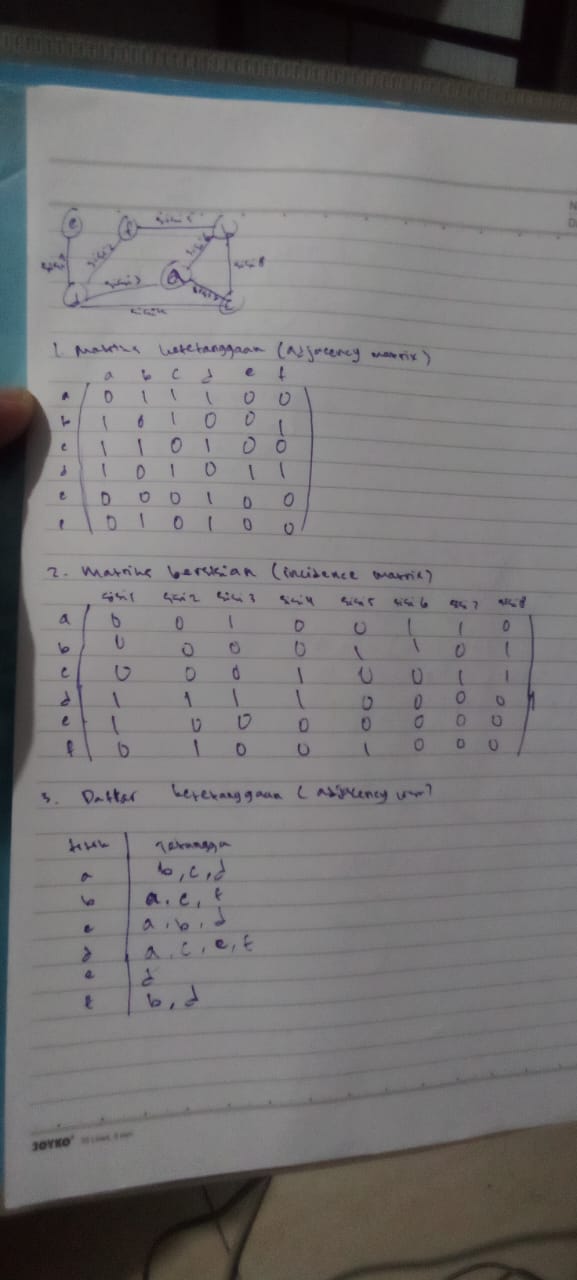 e f sisi 5 b
sisi 2 sisi 6 sisi 8
d sisi 3 a sisi 7
sisi 4 c
1. Matriks ketetanggaan (adjacency matrix)
a b c d e f
a 0 1 1 1 0 0
b 1 0 1 0 0 1
c 1 1 0 1 0 0
d 1 0 1 0 1 1
e 0 0 0 1 0 0
f 0 1 0 1 0 0
2. Matriks bersisian (incidence matrix)
sisi 1 sisi 2 sisi 3 sisi 4 sisi 5 sisi 6 sisi 7 sisi 8
a 0 0 1 0 0 1 1 0
b 0 0 0 0 1 1 0 1
c 0 0 0 1 0 0 1 1
d 1 1 1 1 0 0 0 0
e 1 0 0 0 0 0 0 0
f 0 1 0 0 1 0 0 0
3. Daftar ketetanggaan (adjacency
tetangga
a b, c, d
b a, c, f
c a, b, d
d a, c, e, f
e d
f b, d
JOYKO